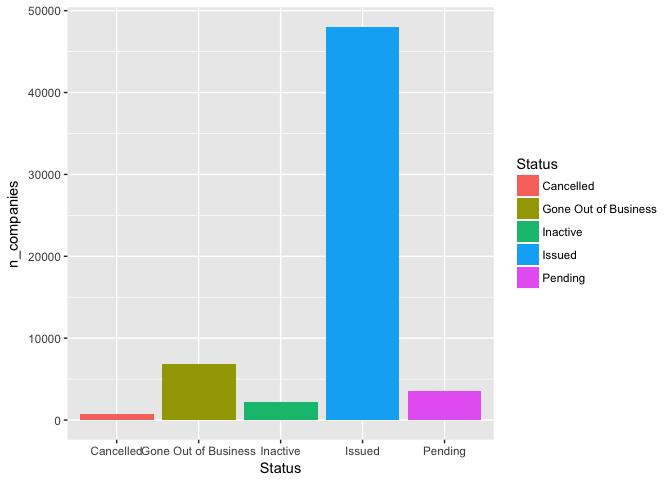 50000
40000
30000
20000
10000
0
n_companies
Cancelled
Gone Out of Business
Inactive
Issued
Pending
Status
Status
Cancelled
Gone Out of Business
Inactive
Issued
Pending